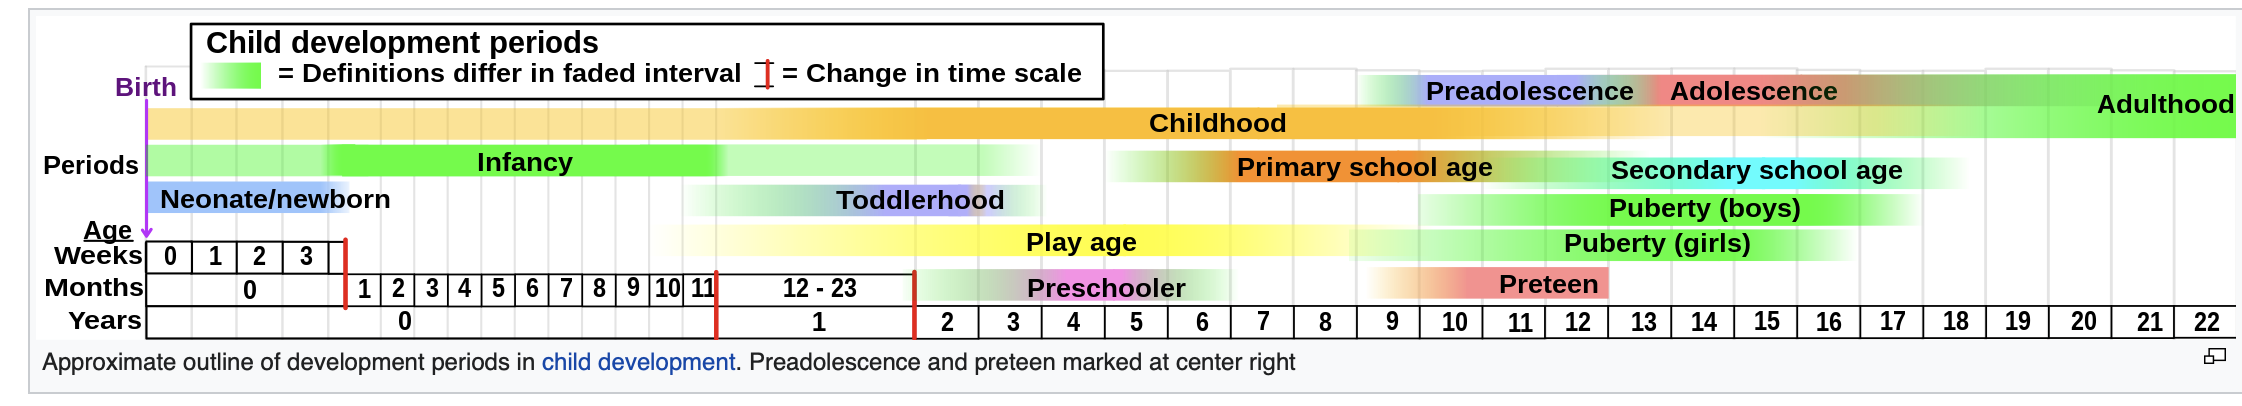 Child development periods
= Definitions differ in faded interval = Change in time scale
Birth
Preadolescence Adolescence
Adulthood
Childhood
Periods
Infancy
Primary school age
Secondary school age
Neonate/newborn
Toddlerhood
Puberty (boys)
Age
Play age
Puberty (girls)
Weeks 0 1 2 3
Months 0 1 2 3 4 5 6 7 8 9 10 11 12 - 23
Preschooler
Preteen
Years 0 1 2 3 4 5 6 7 8 9 10 11 12 13 14 15 16 17 18 19 20 21 22
Approximate outline of development periods in child development. Preadolescence and preteen marked at center right